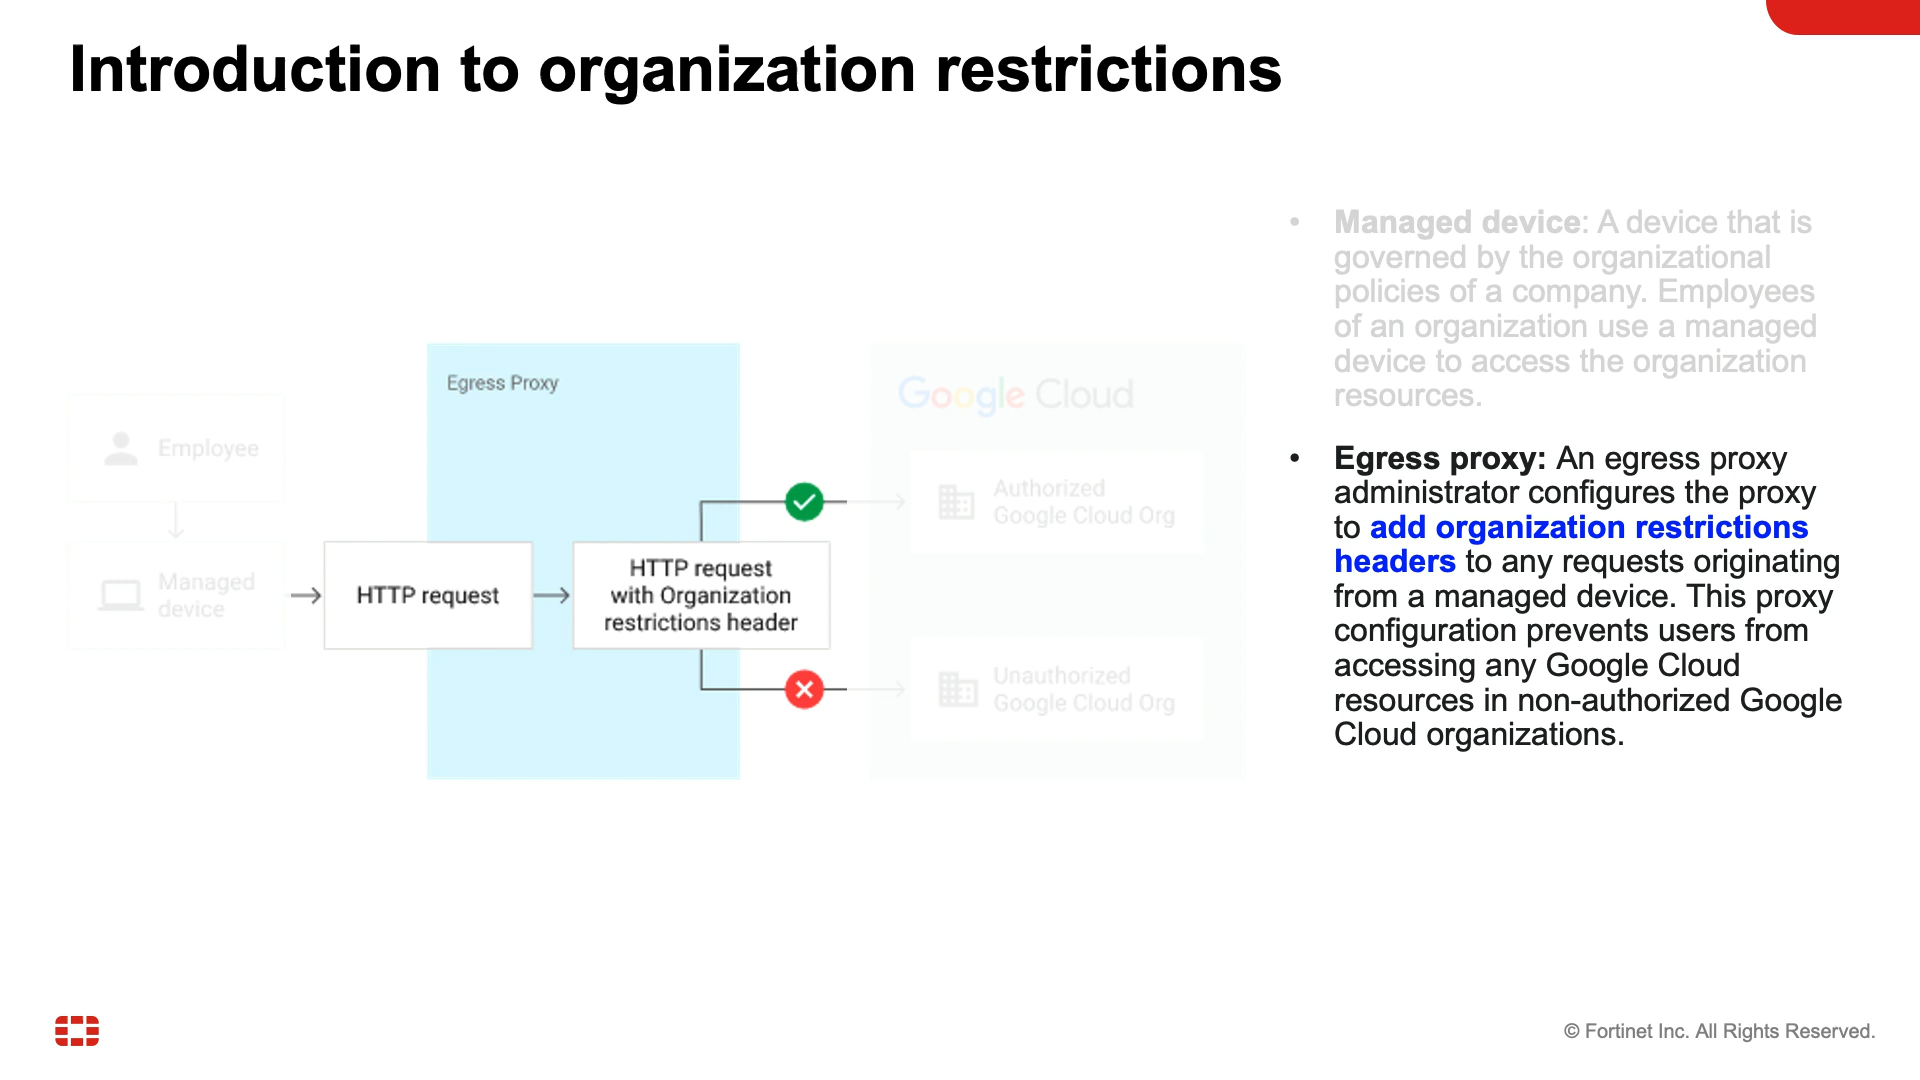 Introduction to organization restrictions
Egress Proxy
Google Cloud
Employee
Authorized
Google Cloud Org
Managed
device
HTTP request
HTTP request
with Organization
restrictions header
Unauthorized
Google Cloud Org
• Managed device: A device that is
governed by the organizational
policies of a company. Employees
of an organization use a managed
device to access the organization
resources.
• Egress proxy: An egress proxy
administrator configures the proxy
to add organization restrictions
headers to any requests originating
from a managed device. This proxy
configuration prevents users from
accessing any Google Cloud
resources in non-authorized Google
Cloud organizations.
© Fortinet Inc. All Rights Reserved.